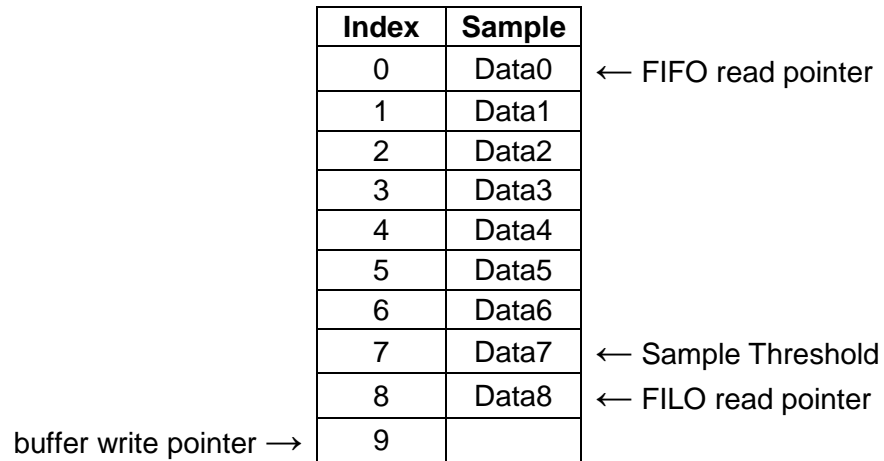 Index Sample
0 Data0 ← FIFO read pointer
1 Data1
2 Data2
3 Data3
4 Data4
5 Data5
6 Data6
7 Data7 ← Sample Threshold
8 Data8 ← FILO read pointer
buffer write pointer → 9